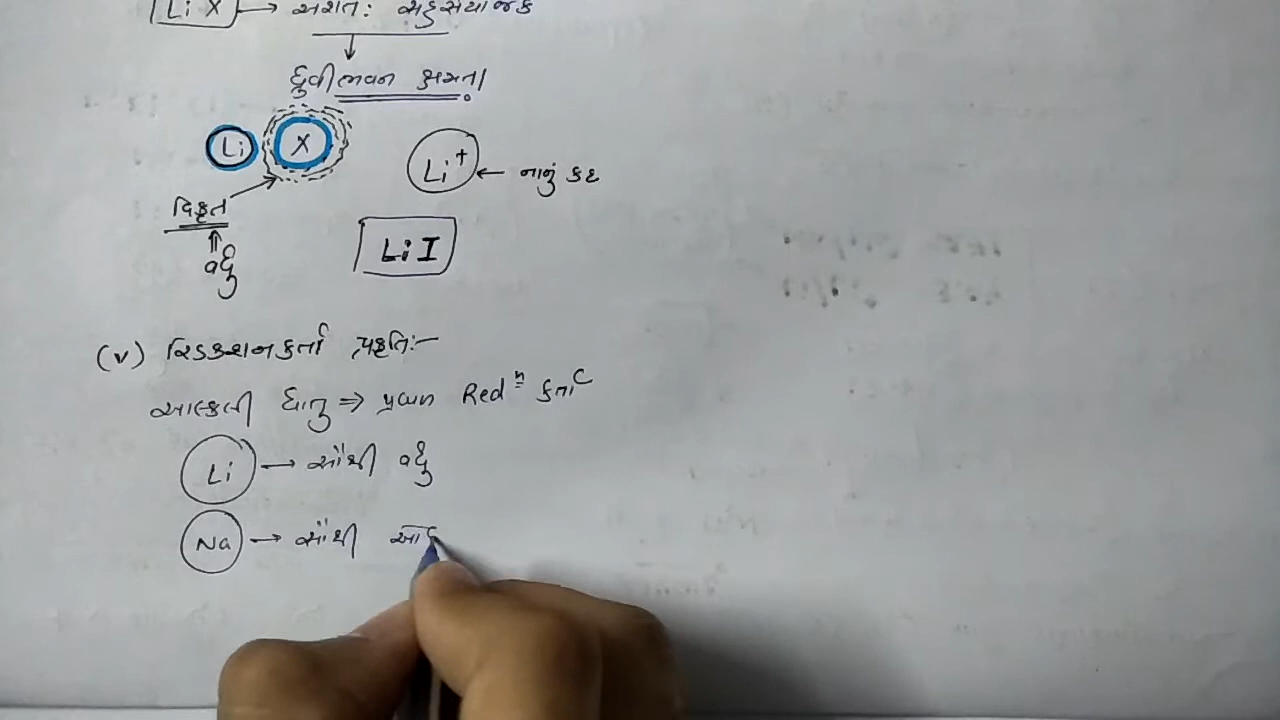 Li X → અંશત: સહસંયોજક
ધ્રુવીભવન ક્ષમતા
Li X Li⁺ ← નાનું કદ
વિકૃત
વધુ
LiI
(v) રિડક્શનકર્તા પ્રકૃતિ:-
આલ્કલી ધાતુ ⇒ પ્રબળ Redⁿ કર્તા
Li → સૌથી વધુ
Na → સૌથી